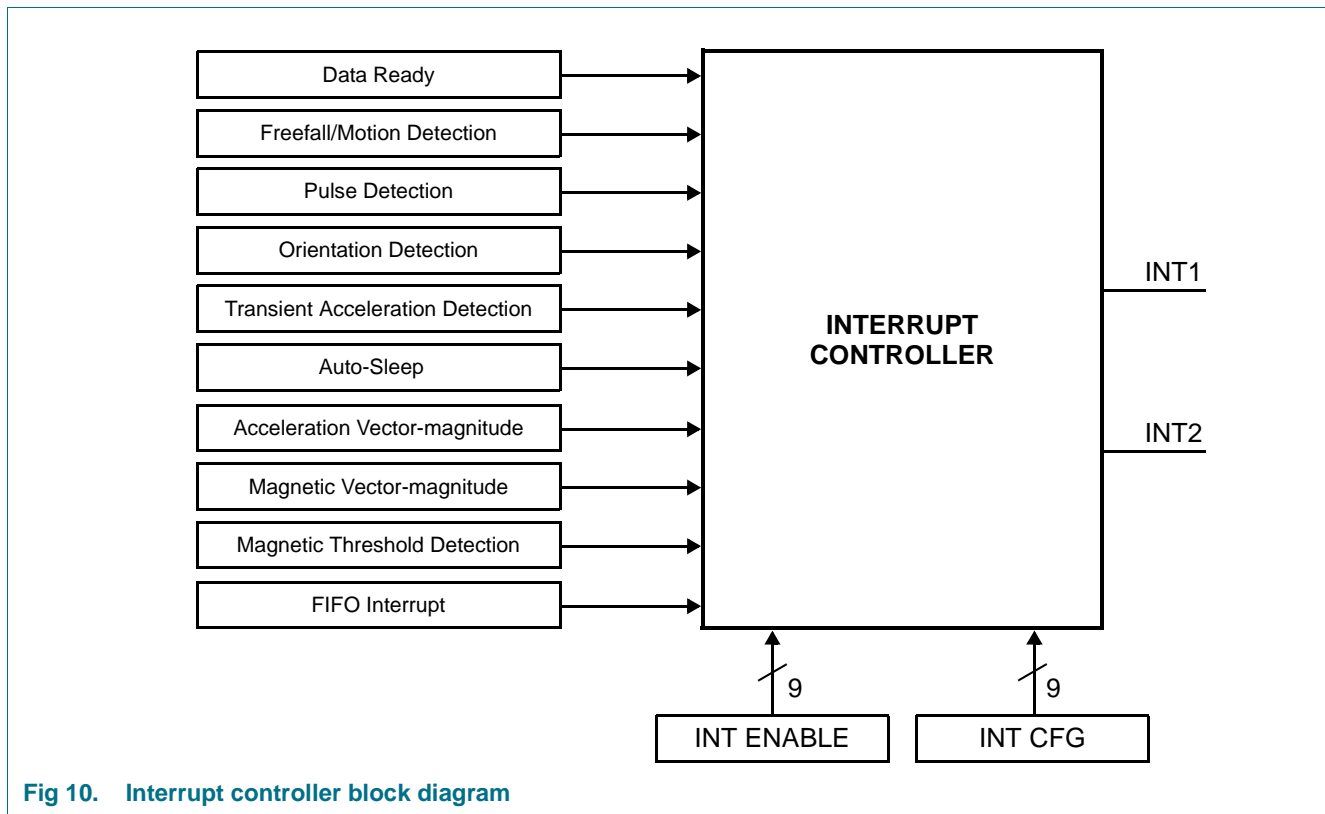 Data Ready
Freefall/Motion Detection
Pulse Detection
Orientation Detection
Transient Acceleration Detection
Auto-Sleep
Acceleration Vector-magnitude
Magnetic Vector-magnitude
Magnetic Threshold Detection
FIFO Interrupt
INTERRUPT
CONTROLLER
INT1
INT2
9
9
INT ENABLE
INT CFG
Fig 10. Interrupt controller block diagram